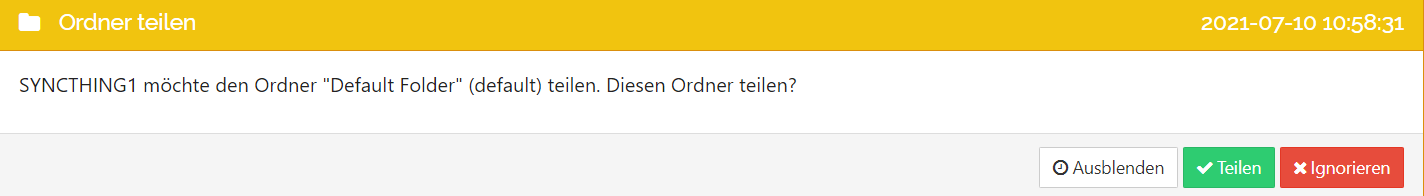 Ordner teilen 2021-07-10 10:58:31
SYNCTHING1 möchte den Ordner "Default Folder" (default) teilen. Diesen Ordner teilen?
Ausblenden Teilen Ignorieren